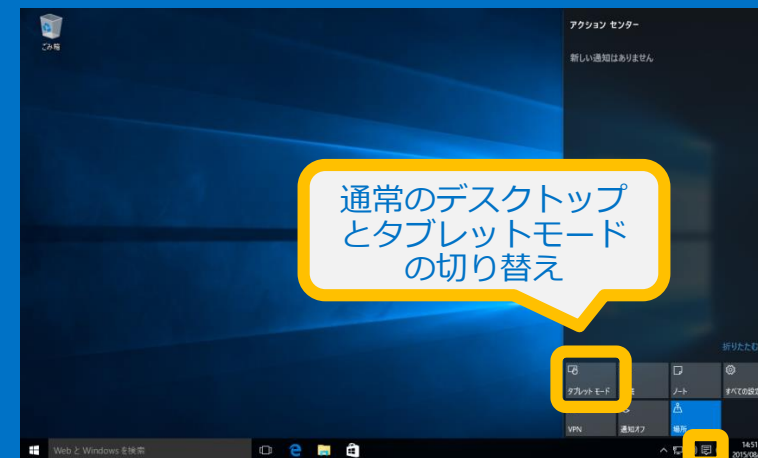 アクション センター
ごみ箱
新しい通知はありません
通常のデスクトップ
とタブレットモード
の切り替え
折りたたむ
タブレット モード
ノート
すべての設定
VPN
通知オフ
場所
Web と Windows を検索
14:51
2015/08/